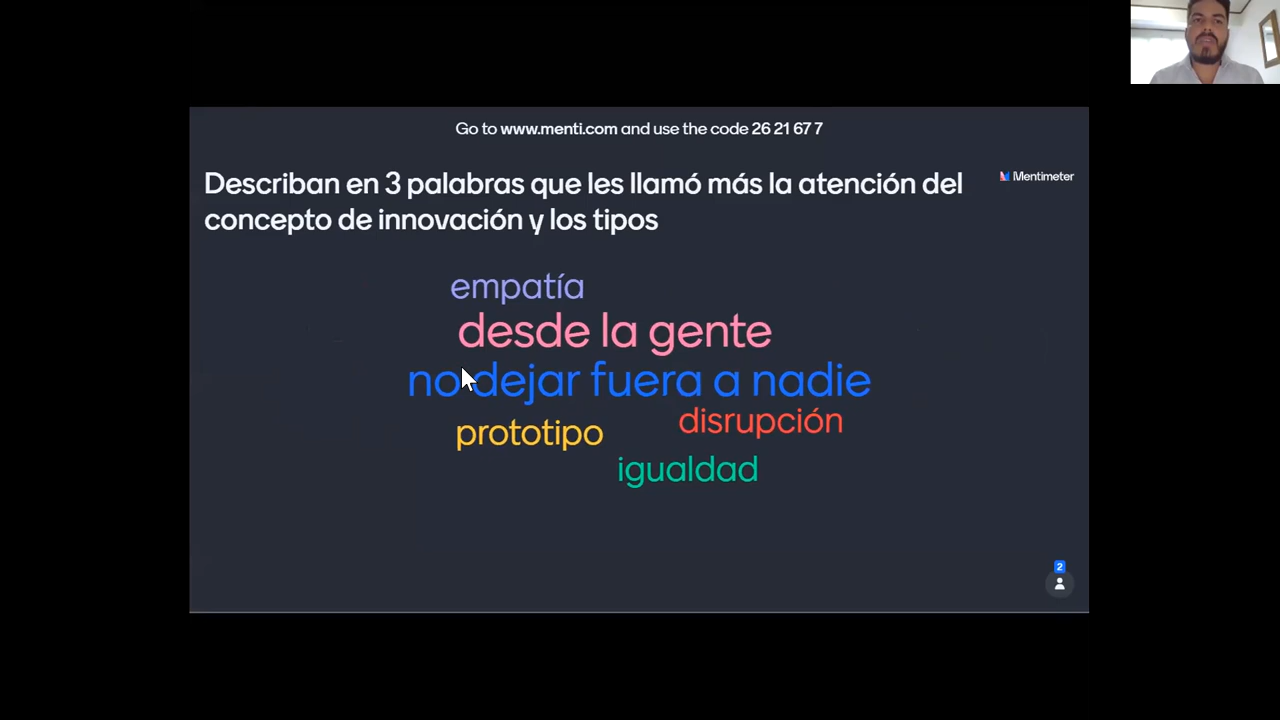 Go to www.menti.com and use the code 26 21 67 7
Mentimeter
Describan en 3 palabras que les llamó más la atención del
concepto de innovación y los tipos
empatía
desde la gente
no dejar fuera a nadie
disrupción
prototipo
igualdad
2